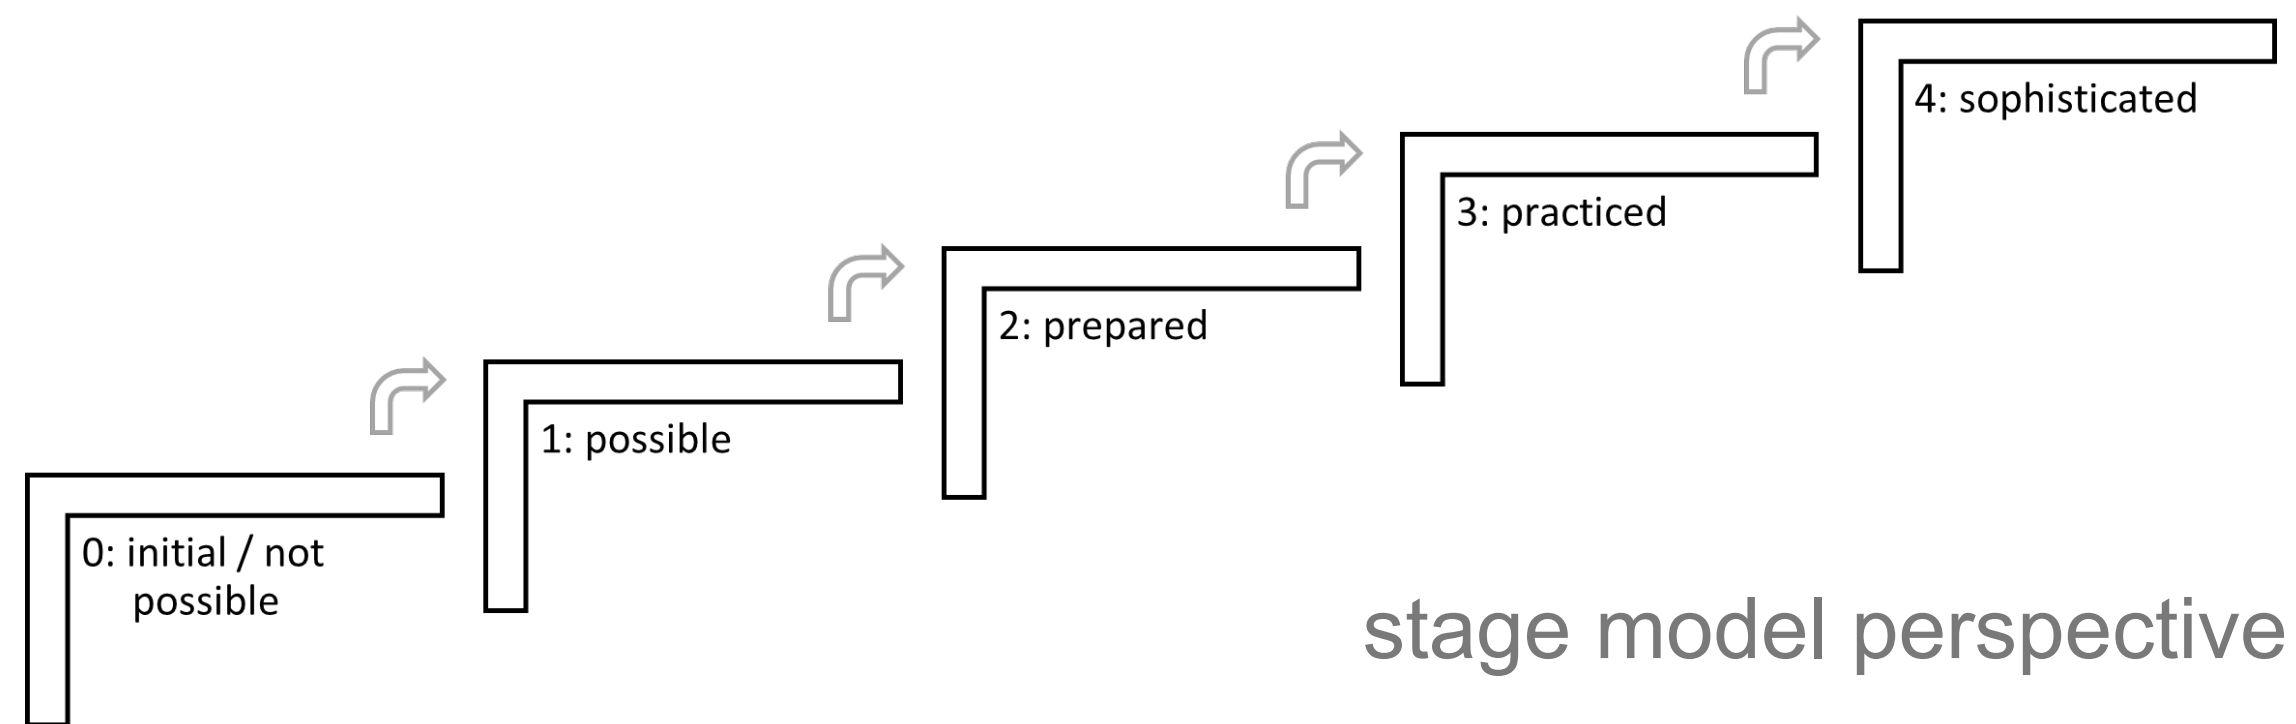 4: sophisticated
3: practiced
2: prepared
1: possible
0: initial / not
possible
stage model perspective